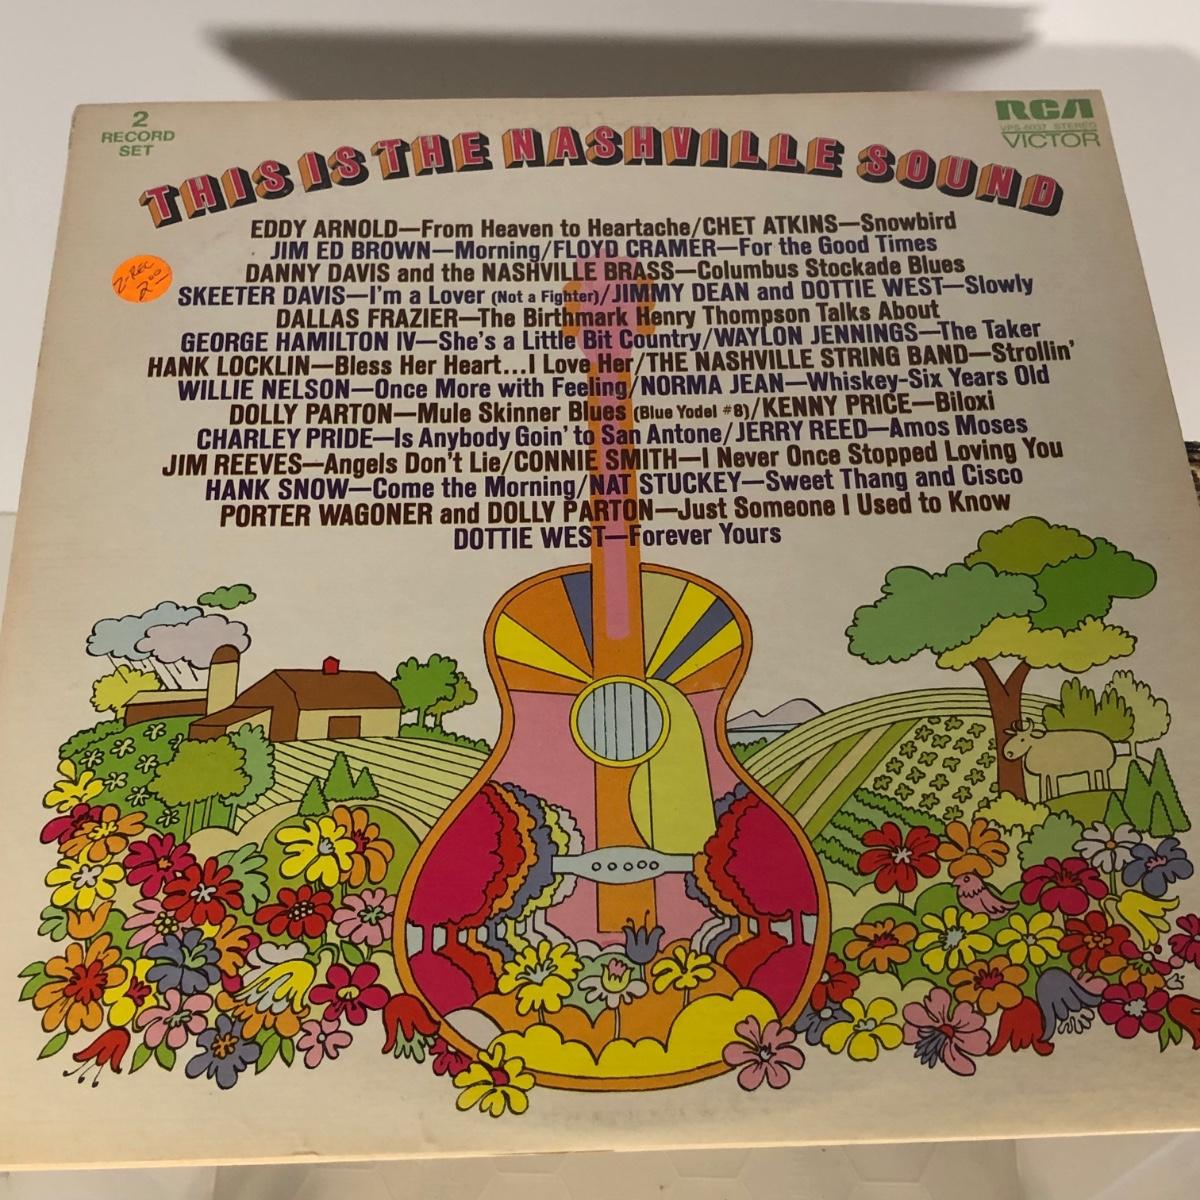 2
RECORD
SET
RCA
VPS-6037 STEREO
VICTOR
THIS IS THE NASHVILLE SOUND
EDDY ARNOLD—From Heaven to Heartache/CHET ATKINS—Snowbird
JIM ED BROWN—Morning/FLOYD CRAMER—For the Good Times
DANNY DAVIS and the NASHVILLE BRASS—Columbus Stockade Blues
SKEETER DAVIS—I'm a Lover (Not a Fighter)/JIMMY DEAN and DOTTIE WEST—Slowly
DALLAS FRAZIER—The Birthmark Henry Thompson Talks About
GEORGE HAMILTON IV—She's a Little Bit Country/WAYLON JENNINGS—The Taker
HANK LOCKLIN—Bless Her Heart...I Love Her/THE NASHVILLE STRING BAND—Strollin'
WILLIE NELSON—Once More with Feeling/NORMA JEAN—Whiskey-Six Years Old
DOLLY PARTON—Mule Skinner Blues (Blue Yodel #8)/KENNY PRICE—Biloxi
CHARLEY PRIDE—Is Anybody Goin' to San Antone/JERRY REED—Amos Moses
JIM REEVES—Angels Don't Lie/CONNIE SMITH—I Never Once Stopped Loving You
HANK SNOW—Come the Morning/NAT STUCKEY—Sweet Thang and Cisco
PORTER WAGONER and DOLLY PARTON—Just Someone I Used to Know
DOTTIE WEST—Forever Yours
2-REC
2.00